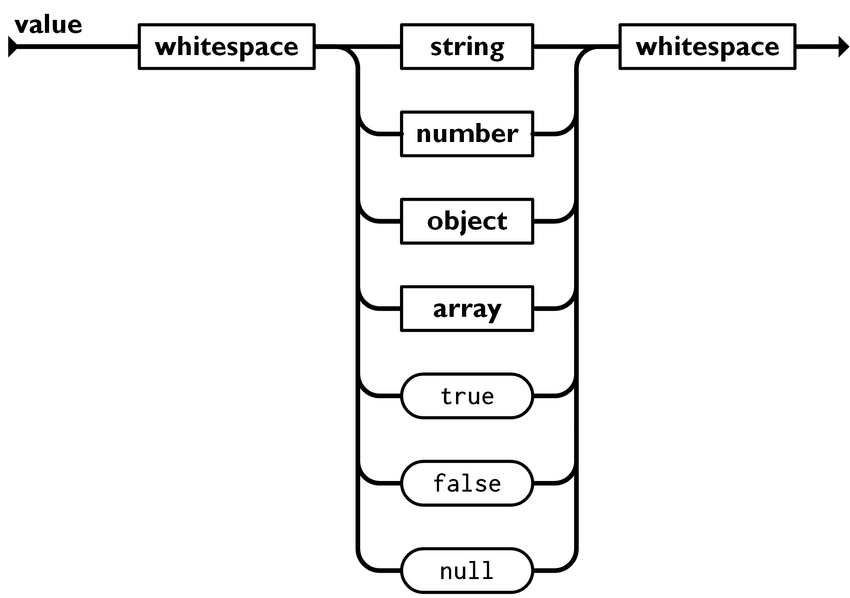 value
whitespace string whitespace
number
object
array
true
false
null